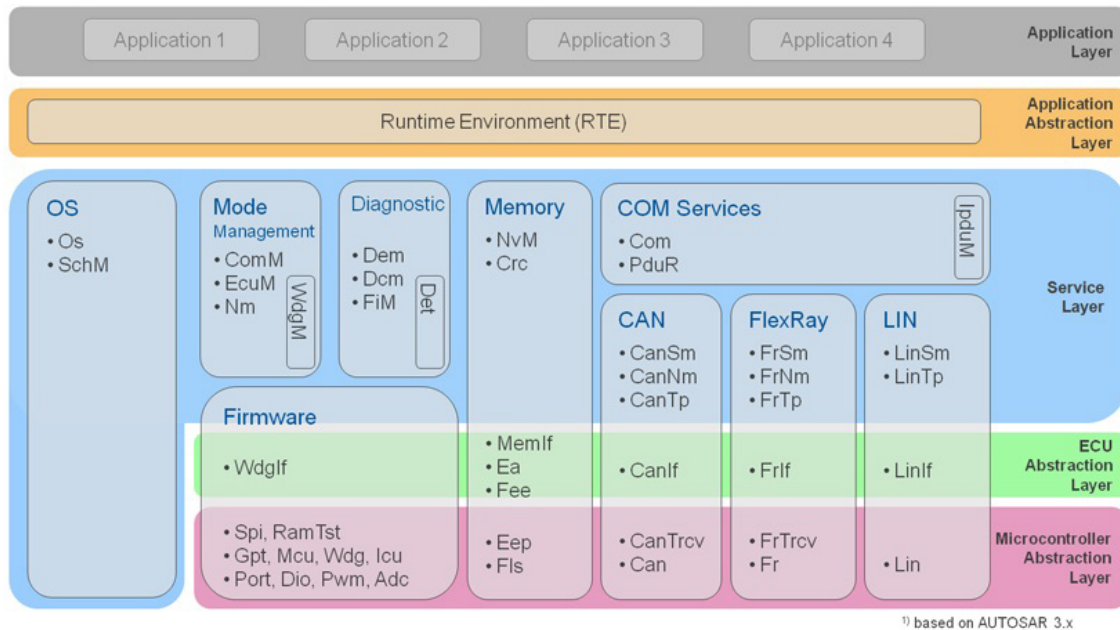 Application 1
Application 2
Application 3
Application 4
Application
Layer
Runtime Environment (RTE)
Application
Abstraction
Layer
OS
• Os
• SchM
Mode
Management
• ComM
• EcuM
• Nm
WdgM
Diagnostic
• Dem
• Dcm
• FiM
Det
Memory
• NvM
• Crc
COM Services
• Com
• PduR
IpduM
Service
Layer
CAN
• CanSm
• CanNm
• CanTp
FlexRay
• FrSm
• FrNm
• FrTp
LIN
• LinSm
• LinTp
Firmware
• WdgIf
• MemIf
• Ea
• Fee
• CanIf
• FrIf
• LinIf
ECU
Abstraction
Layer
• Spi, RamTst
• Gpt, Mcu, Wdg, Icu
• Port, Dio, Pwm, Adc
• Eep
• Fls
• CanTrcv
• Can
• FrTrcv
• Fr
• Lin
Microcontroller
Abstraction
Layer
1) based on AUTOSAR 3.x